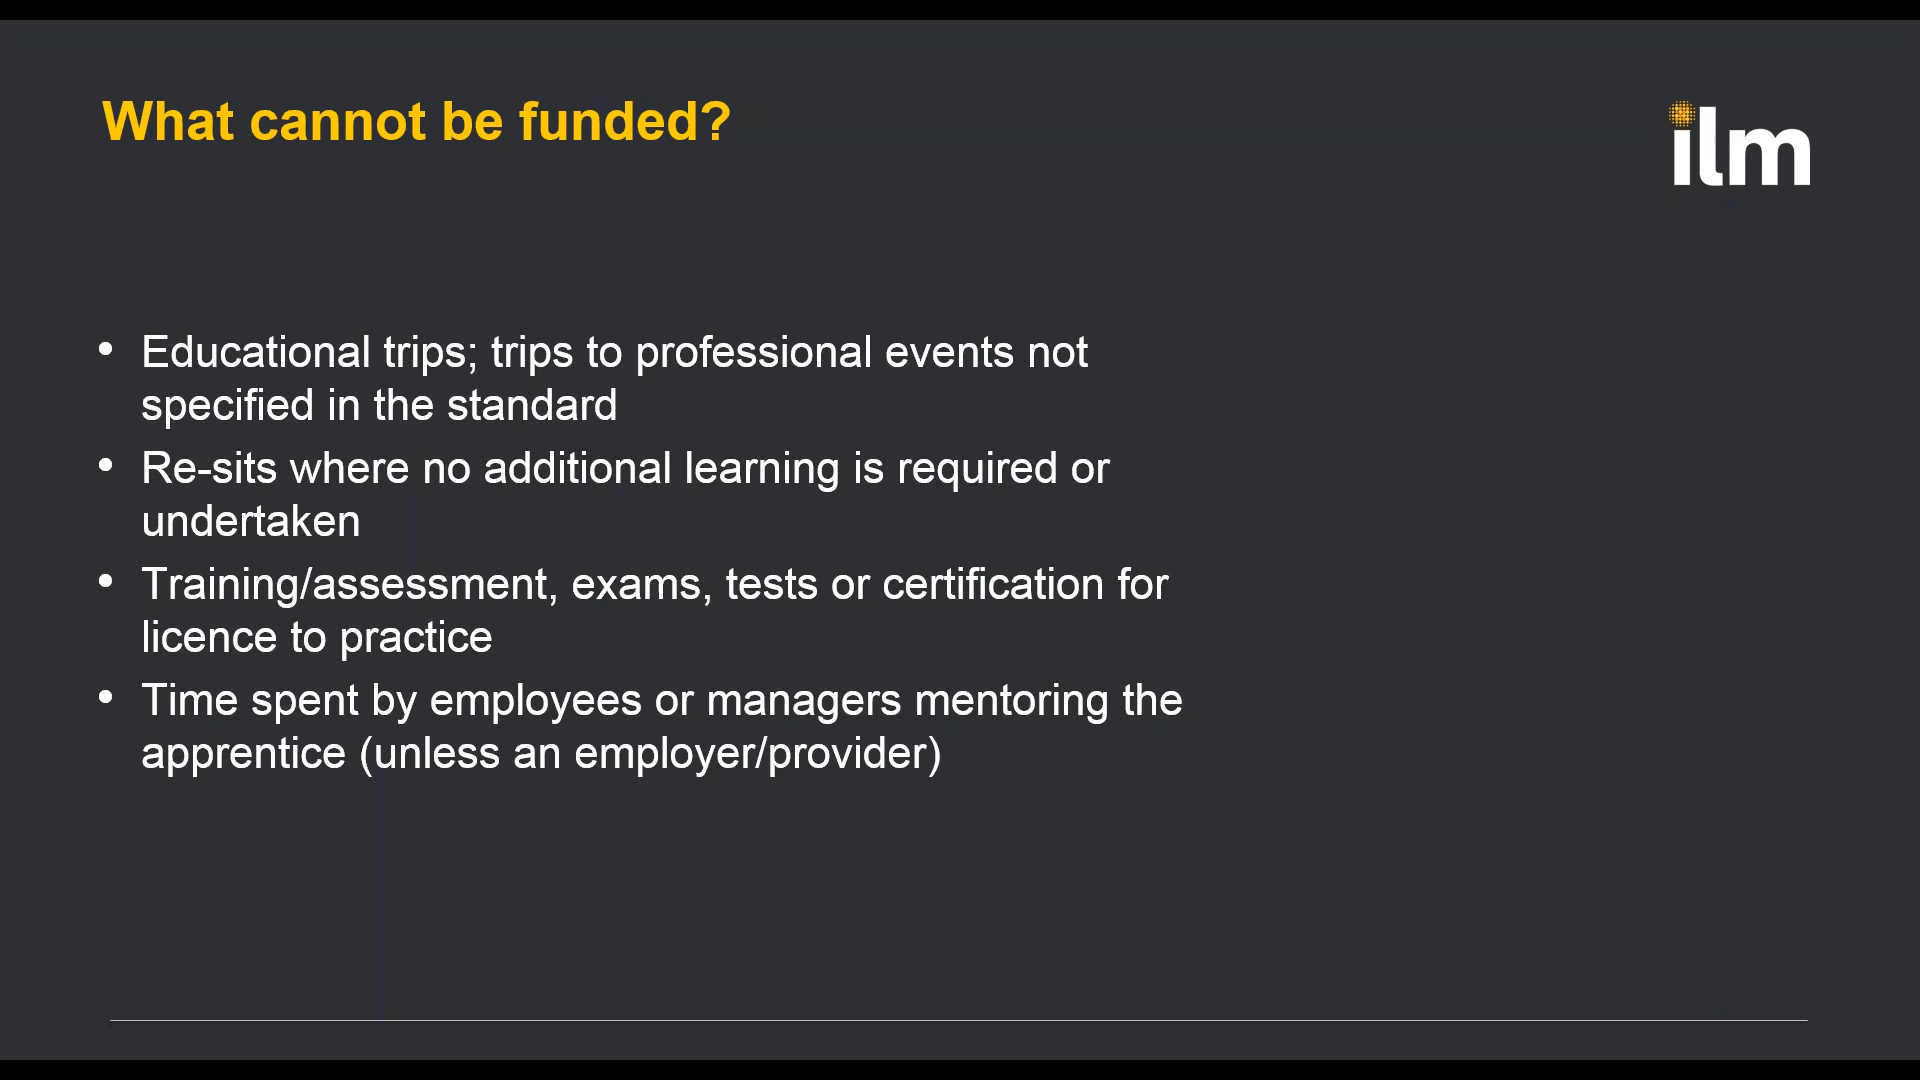 What cannot be funded?
ilm
• Educational trips; trips to professional events not
specified in the standard
• Re-sits where no additional learning is required or
undertaken
• Training/assessment, exams, tests or certification for
licence to practice
• Time spent by employees or managers mentoring the
apprentice (unless an employer/provider)